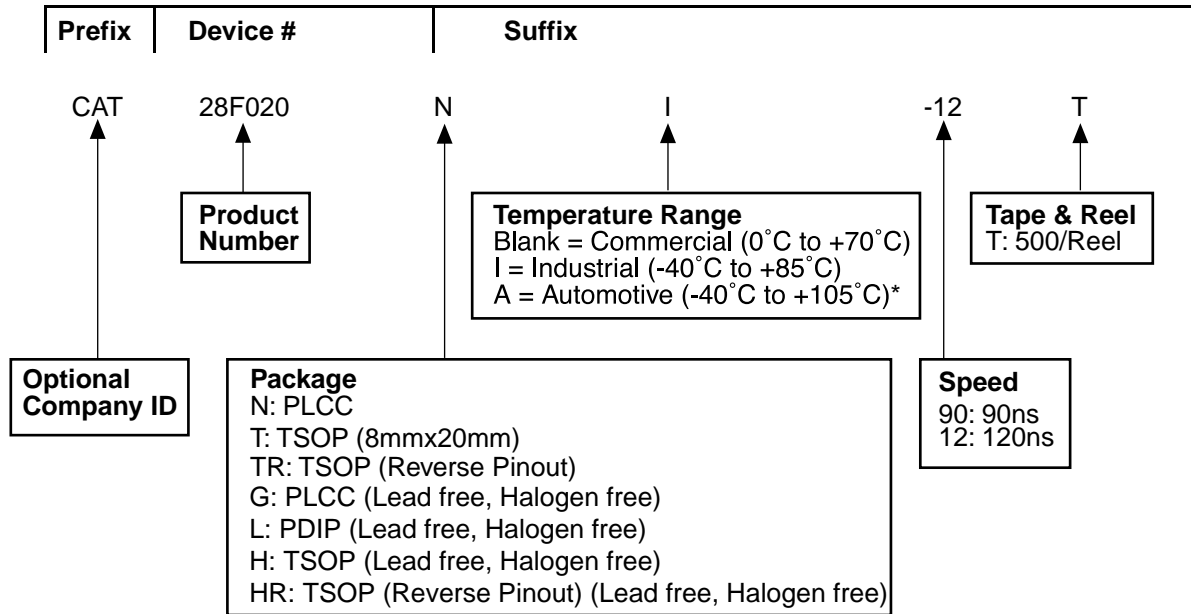 Prefix Device # Suffix
CAT 28F020 N I -12 T
Product
Number
Temperature Range
Blank = Commercial (0˚C to +70˚C)
I = Industrial (-40˚C to +85˚C)
A = Automotive (-40˚C to +105˚C)*
Tape & Reel
T: 500/Reel
Optional
Company ID
Package
N: PLCC
T: TSOP (8mmx20mm)
TR: TSOP (Reverse Pinout)
G: PLCC (Lead free, Halogen free)
L: PDIP (Lead free, Halogen free)
H: TSOP (Lead free, Halogen free)
HR: TSOP (Reverse Pinout) (Lead free, Halogen free)
Speed
90: 90ns
12: 120ns